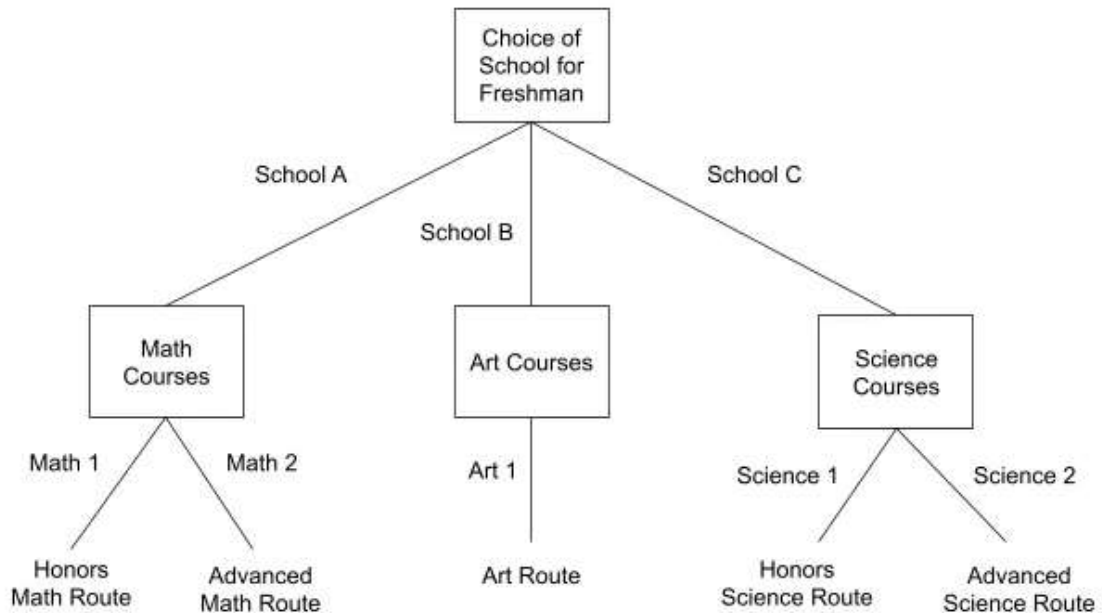 Choice of
School for
Freshman
School A
School B
School C
Math
Courses
Art Courses
Science
Courses
Math 1
Math 2
Art 1
Science 1
Science 2
Honors
Math Route
Advanced
Math Route
Art Route
Honors
Science Route
Advanced
Science Route